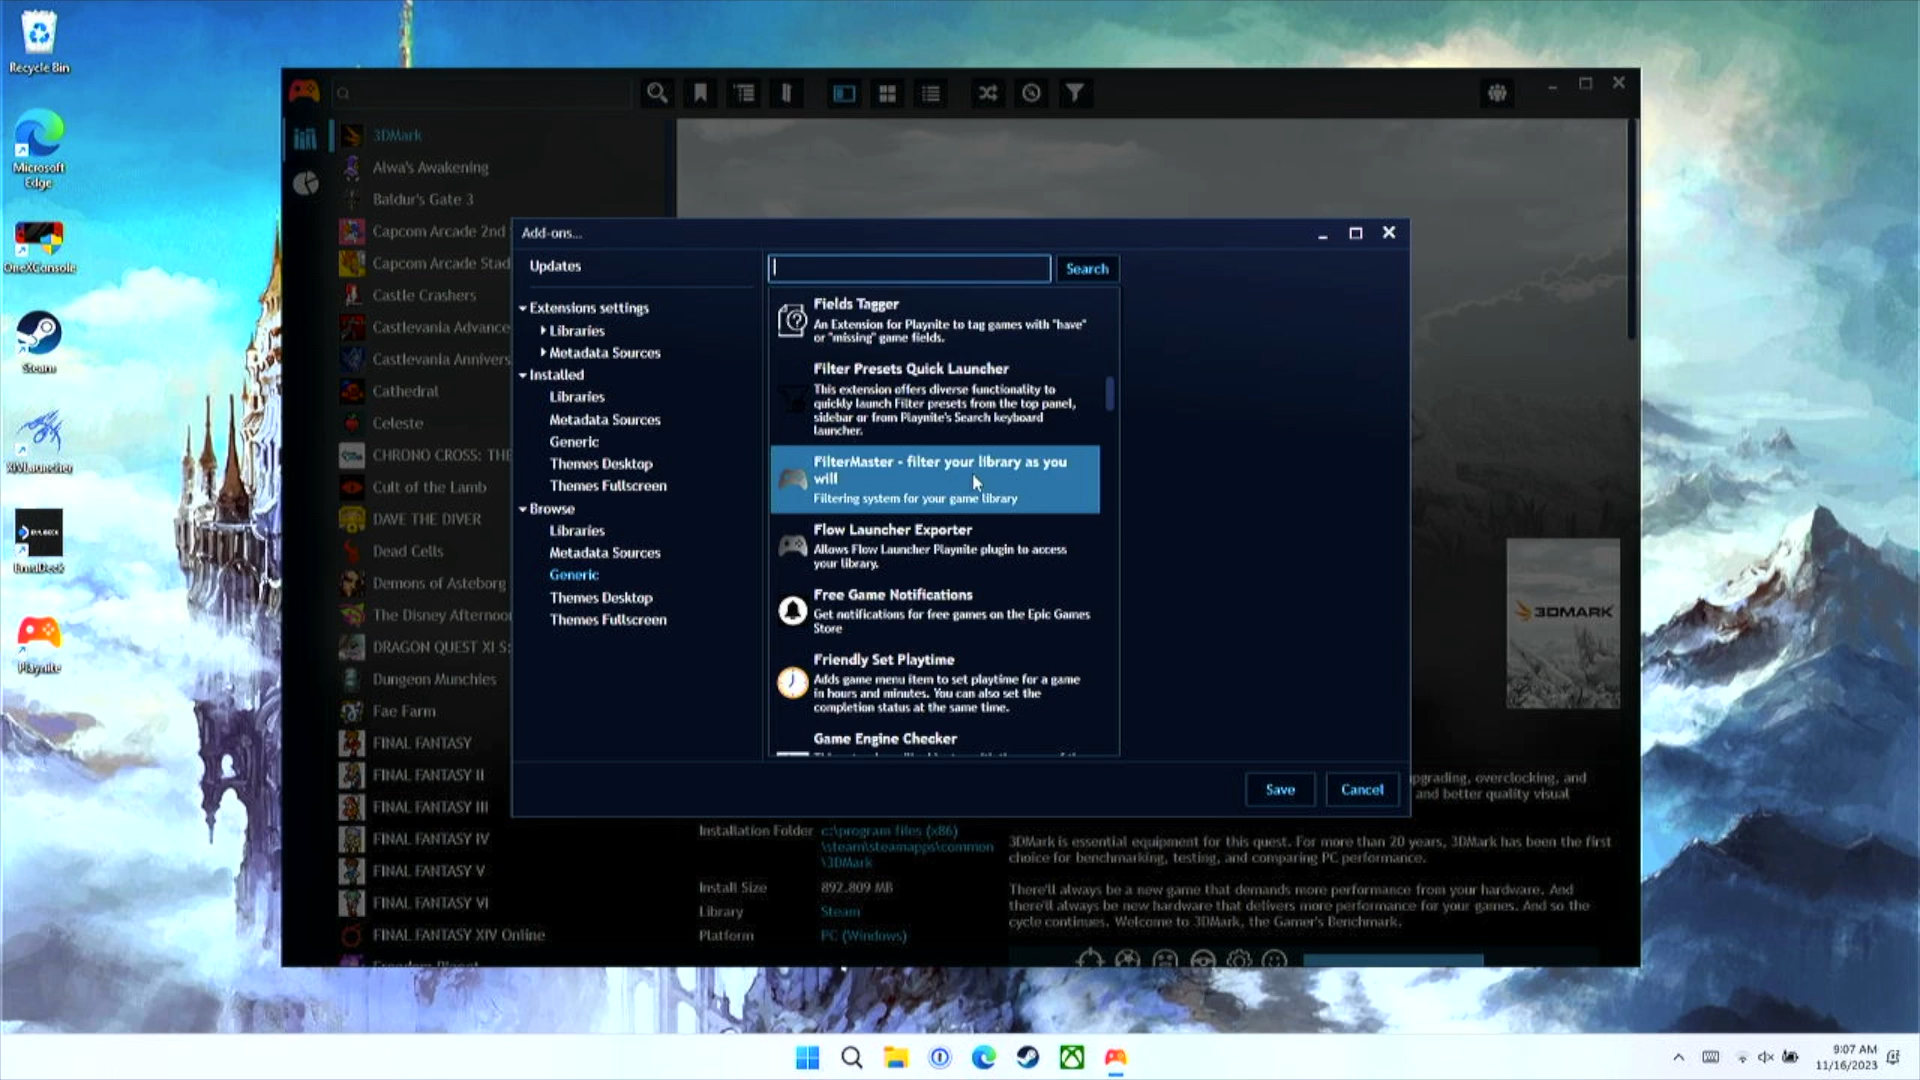 Recycle Bin
Microsoft
Edge
OneXConsole
Steam
XIVLauncher
EmuDeck
Playnite
3DMark
Alwa's Awakening
Baldur's Gate 3
Capcom Arcade 2nd
Capcom Arcade Stad
Castle Crashers
Castlevania Advance
Castlevania Annivers
Cathedral
Celeste
CHRONO CROSS: THE
Cult of the Lamb
DAVE THE DIVER
Dead Cells
Demons of Asteborg
The Disney Afternoon
DRAGON QUEST XI S:
Dungeon Munchies
Fae Farm
FINAL FANTASY
FINAL FANTASY II
FINAL FANTASY III
FINAL FANTASY IV
FINAL FANTASY V
FINAL FANTASY VI
FINAL FANTASY XIV Online
Freedom Planet
Add-ons...
Updates
Extensions settings
Libraries
Metadata Sources
Installed
Libraries
Metadata Sources
Generic
Themes Desktop
Themes Fullscreen
Browse
Libraries
Metadata Sources
Generic
Themes Desktop
Themes Fullscreen
Search
Fields Tagger
An Extension for Playnite to tag games with "have"
or "missing" game fields.
Filter Presets Quick Launcher
This extension offers diverse functionality to
quickly launch Filter presets from the top panel,
sidebar or from Playnite's Search keyboard
launcher.
FilterMaster - filter your library as you
will
Filtering system for your game library
Flow Launcher Exporter
Allows Flow Launcher Playnite plugin to access
your library.
Free Game Notifications
Get notifications for free games on the Epic Games
Store
Friendly Set Playtime
Adds game menu item to set playtime for a game
in hours and minutes. You can also set the
completion status at the same time.
Game Engine Checker
Save
Cancel
3DMARK
upgrading, overclocking, and
and better quality visual
3DMark is essential equipment for this quest. For more than 20 years, 3DMark has been the first
choice for benchmarking, testing, and comparing PC performance.
There'll always be a new game that demands more performance from your hardware. And
there'll always be new hardware that delivers more performance for your games. And so the
cycle continues. Welcome to 3DMark, the Gamer's Benchmark.
Installation Folder c:\program files (x86)
\steam\steamapps\common
\3DMark
Install Size 892.809 MB
Library Steam
Platform PC (Windows)
9:07 AM
11/16/2023